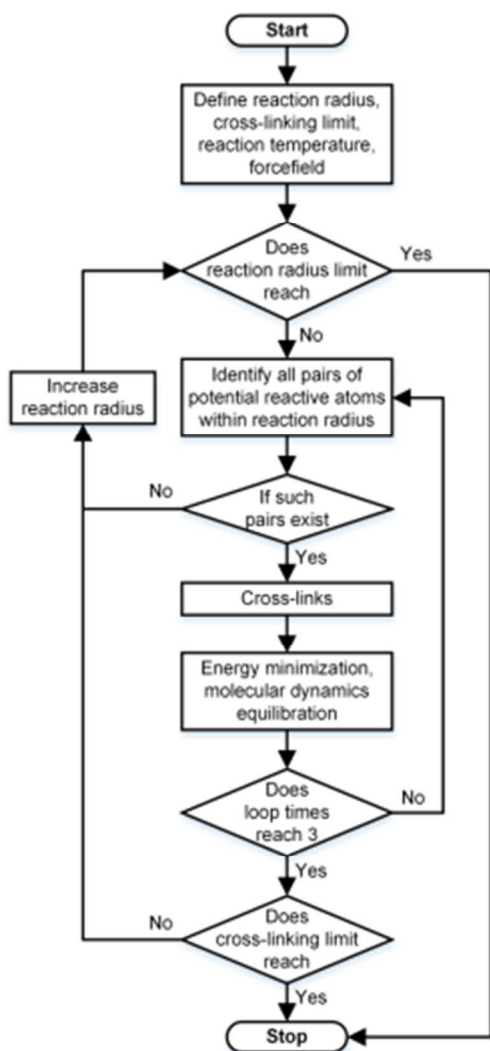 Start
Define reaction radius,
cross-linking limit,
reaction temperature,
forcefield
Does
reaction radius limit
reach
Yes
No
Identify all pairs of
potential reactive atoms
within reaction radius
Increase
reaction radius
No
If such
pairs exist
Yes
Cross-links
Energy minimization,
molecular dynamics
equilibration
Does
loop times
reach 3
No
Yes
No
Does
cross-linking limit
reach
Yes
Stop